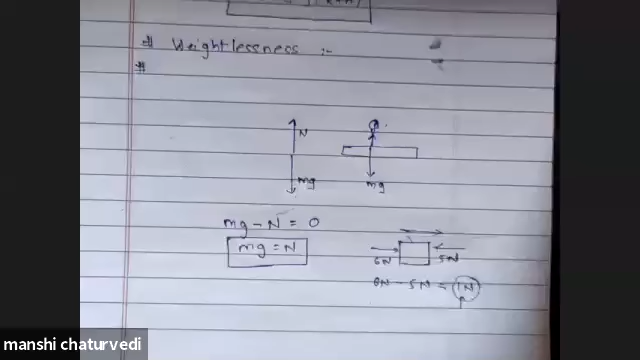 # Weightlessness :-
#
N
mg
mg
mg - N = 0
mg = N
6N
5N
6N - 5N = 1N
manshi chaturvedi